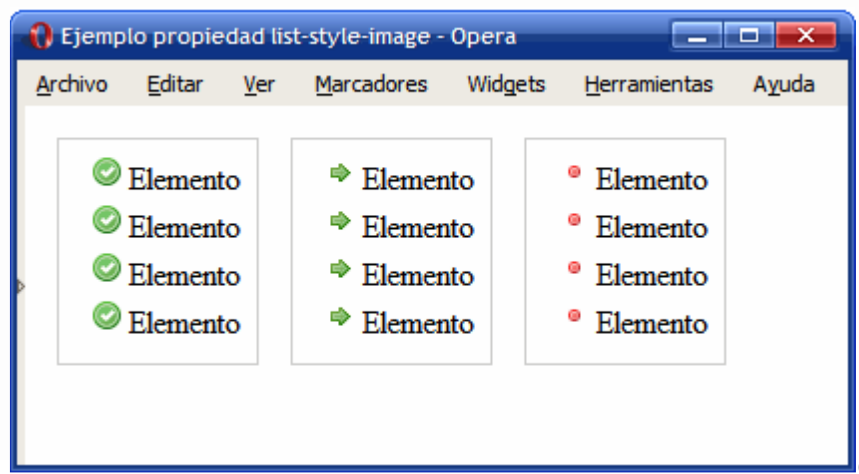 Ejemplo propiedad list-style-image - Opera
Archivo Editar Ver Marcadores Widgets Herramientas Ayuda
Elemento Elemento Elemento
Elemento Elemento Elemento
Elemento Elemento Elemento
Elemento Elemento Elemento